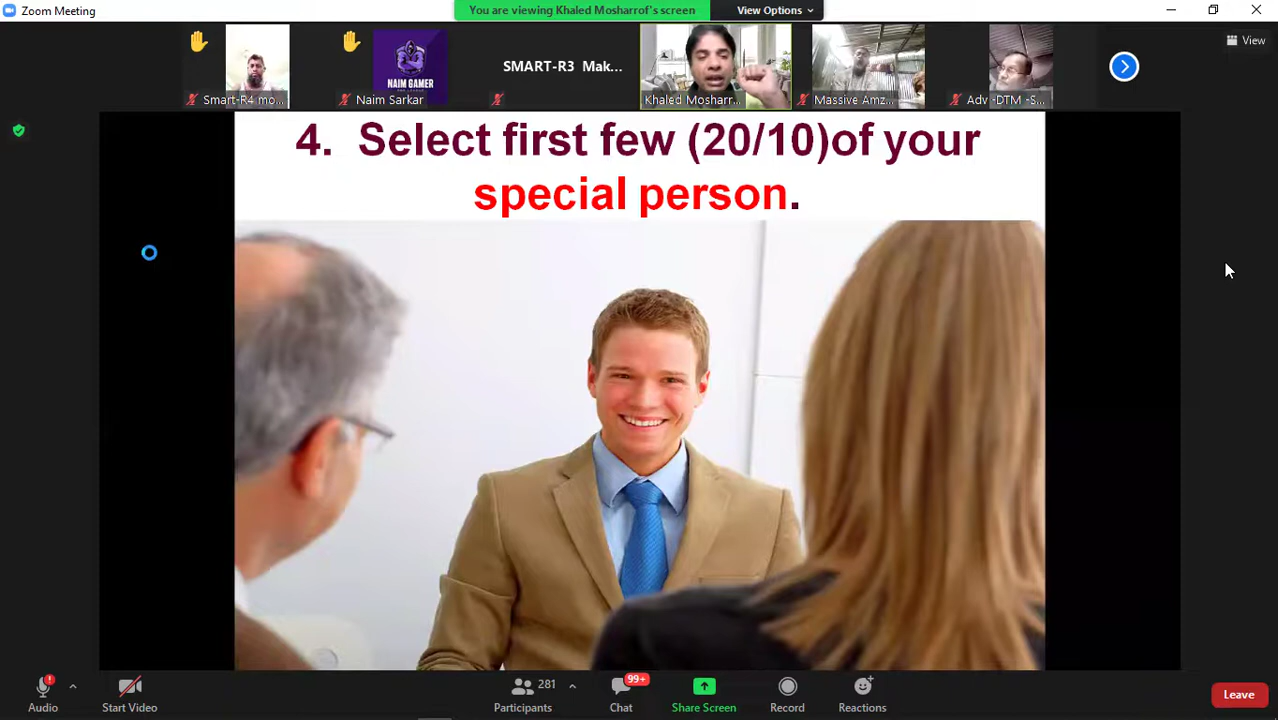 Zoom Meeting
You are viewing Khaled Mosharrof's screen
View Options
View
Smart-R4 mo...
NAIM GAMER
Naim Sarkar
SMART-R3 Mak...
Khaled Mosharr...
Massive Amz...
Adv -DTM -S...
4. Select first few (20/10)of your
special person.
Audio
Start Video
281
Participants
99+
Chat
Share Screen
Record
Reactions
Leave